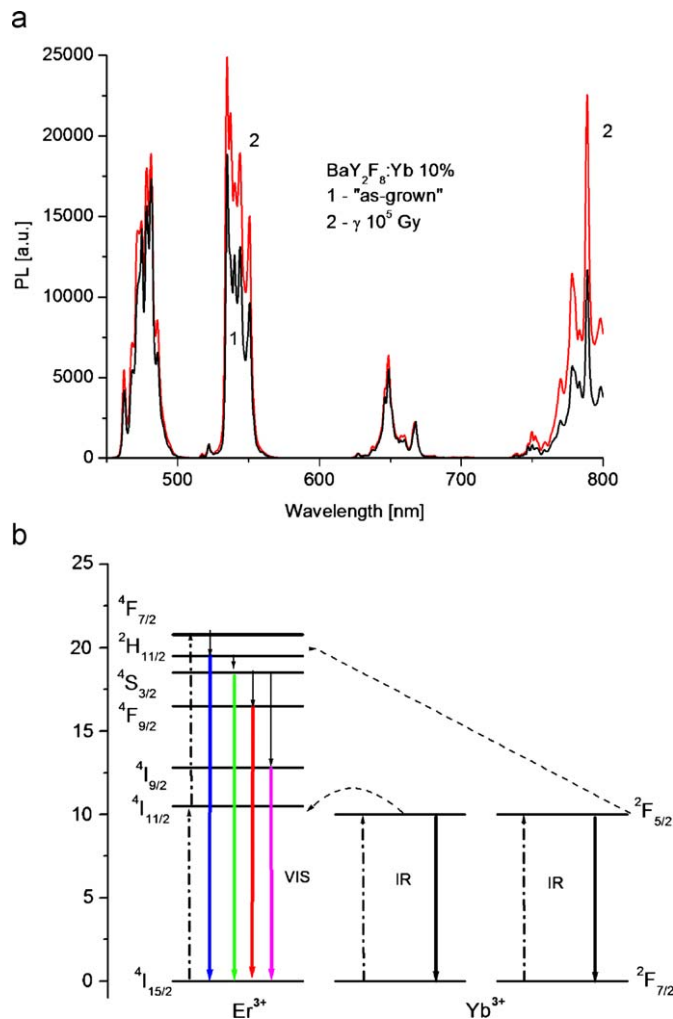 a
25000
20000
15000
10000
5000
0
PL [a.u.]
2
2
BaY₂F₈:Yb 10%
1 - "as-grown"
2 - γ 10⁵ Gy
1
500
600
700
800
Wavelength [nm]
b
25
20
15
10
5
0
⁴F₇/₂
²H₁₁/₂
⁴S₃/₂
⁴F₉/₂
⁴I₉/₂
⁴I₁₁/₂
⁴I₁₅/₂
VIS
IR
IR
²F₅/₂
²F₇/₂
Er³⁺
Yb³⁺